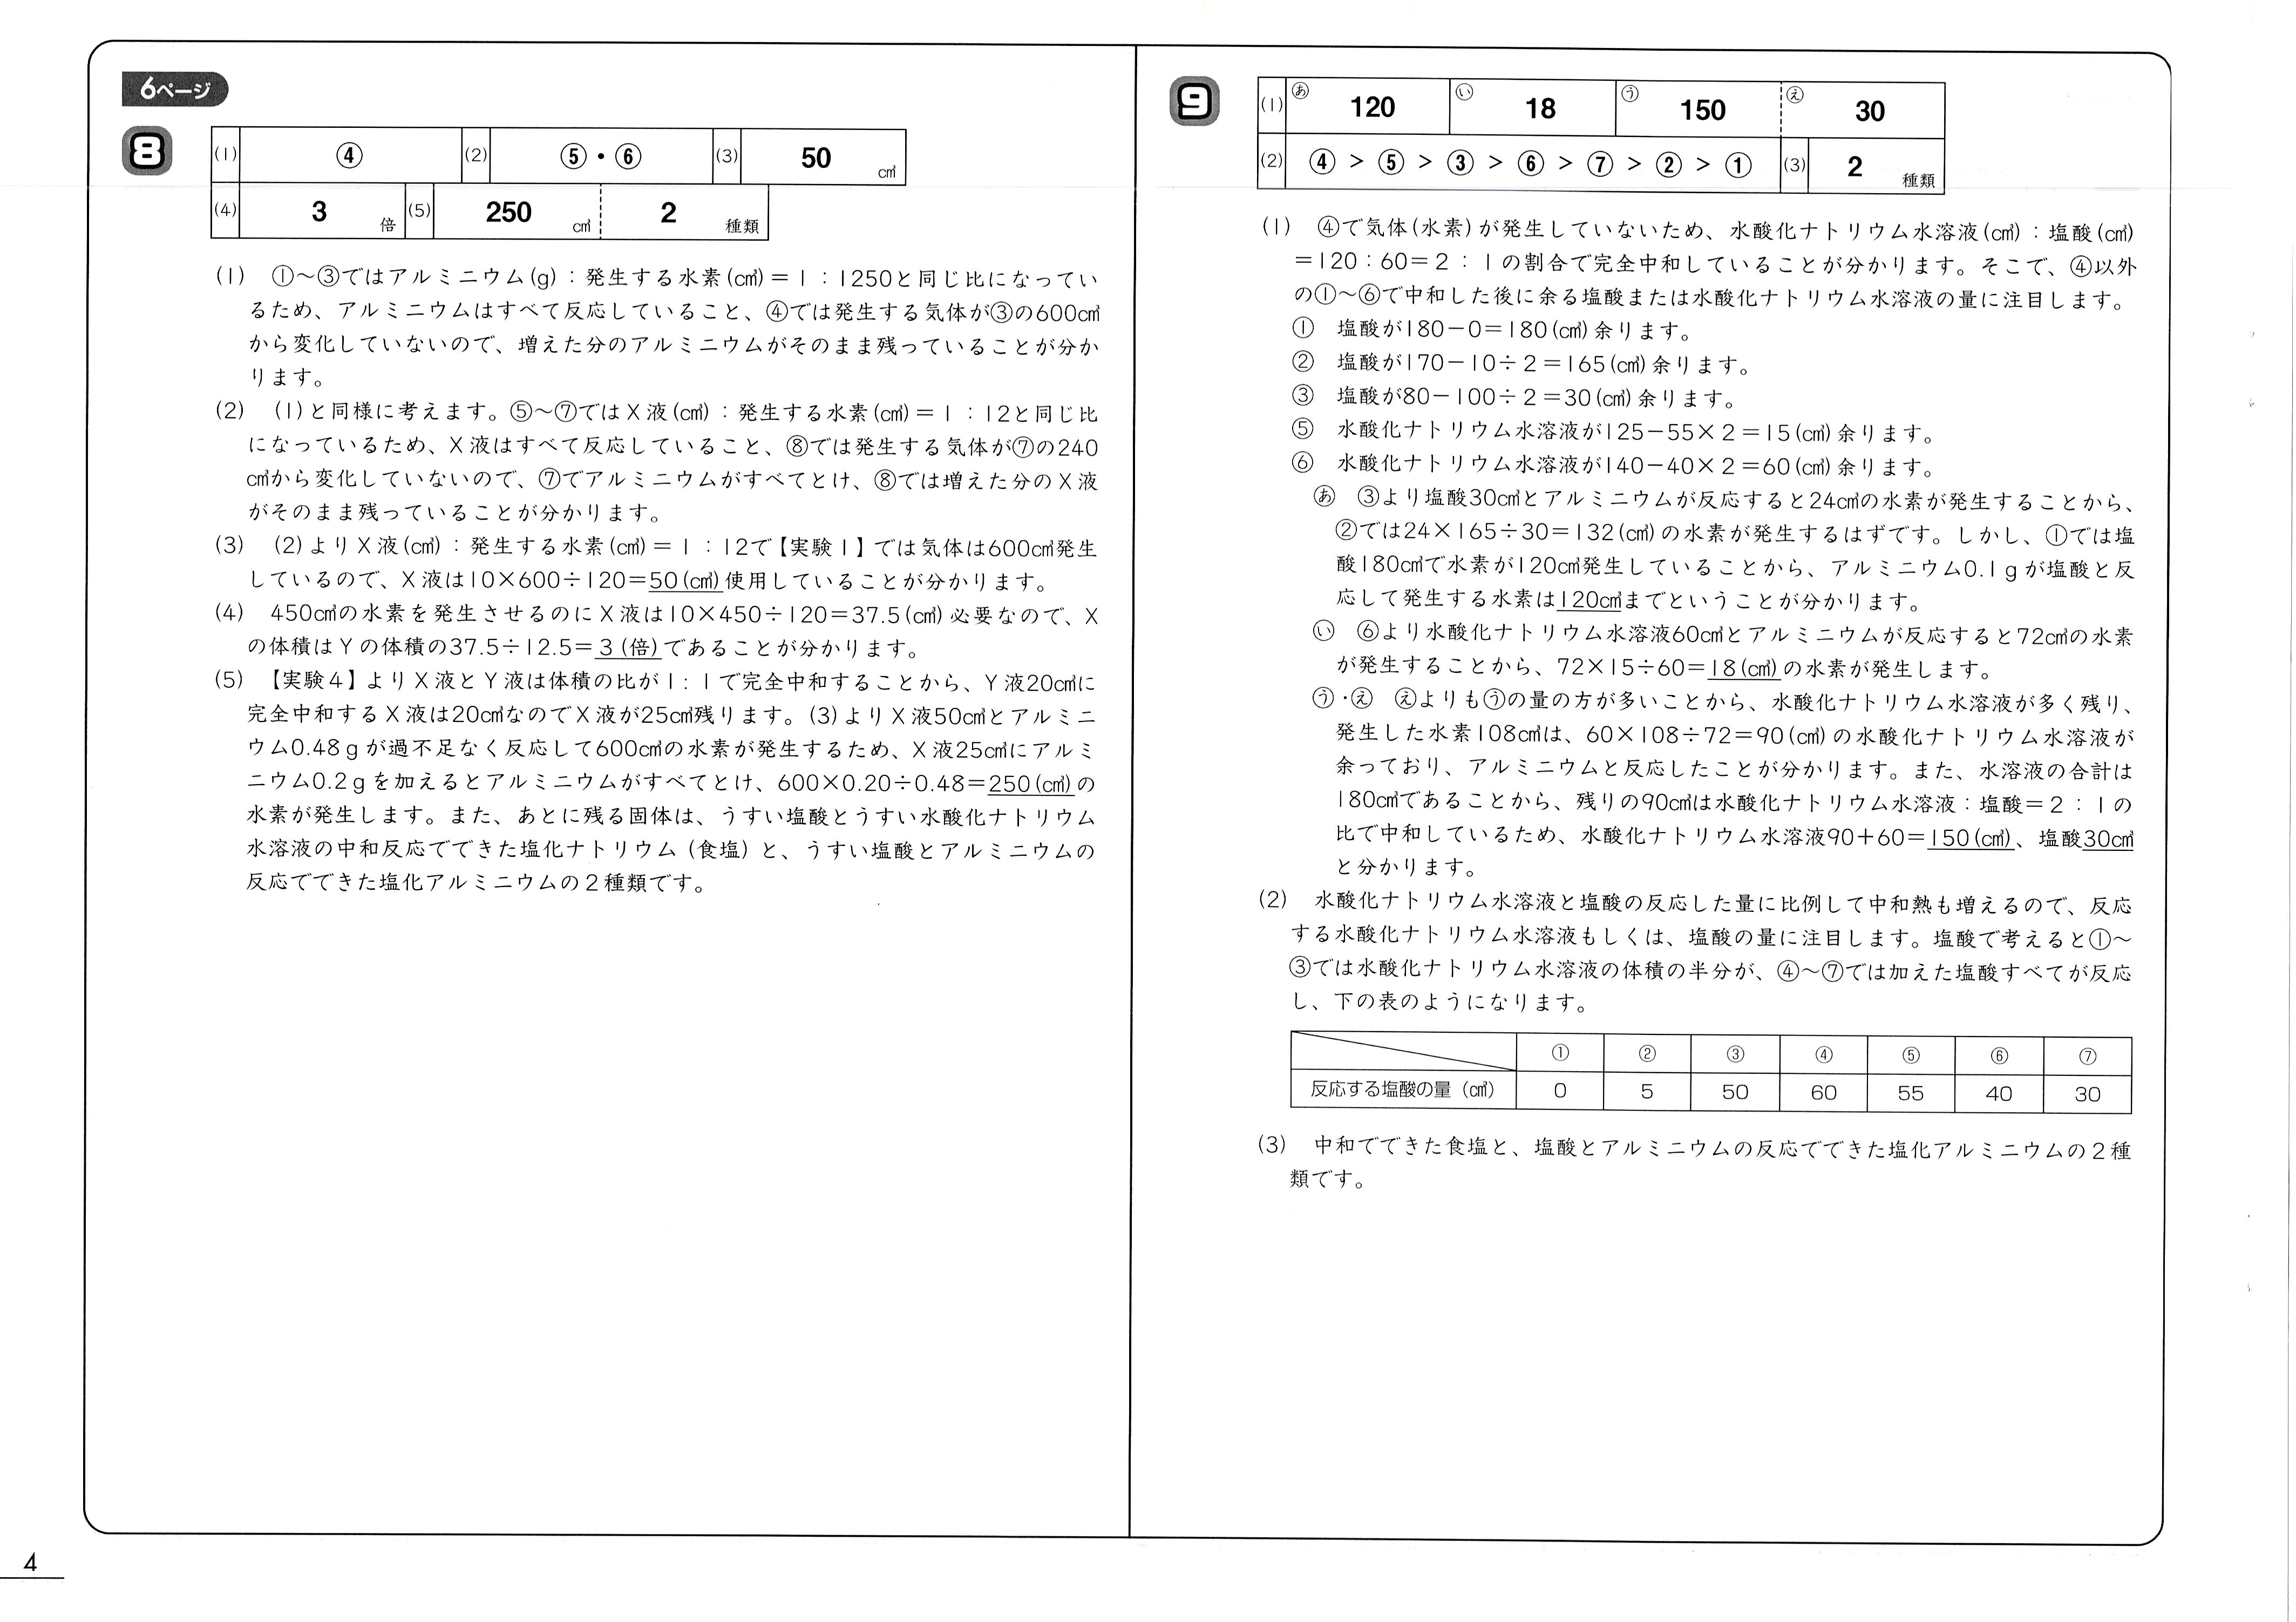 6ページ
8
(1) ④ (2) ⑤・⑥ (3) 50 ㎤
(4) 3 倍 (5) 250 ㎤ 2 種類
(1) ①～③ではアルミニウム(g)：発生する水素(㎤)＝1：1250と同じ比になってい
るため、アルミニウムはすべて反応していること、④では発生する気体が③の600㎤
から変化していないので、増えた分のアルミニウムがそのまま残っていることが分か
ります。
(2) (1)と同様に考えます。⑤～⑦ではX液(㎤)：発生する水素(㎤)＝1：12と同じ比
になっているため、X液はすべて反応していること、⑧では発生する気体が⑦の240
㎤から変化していないので、⑦でアルミニウムがすべてとけ、⑧では増えた分のX液
がそのまま残っていることが分かります。
(3) (2)よりX液(㎤)：発生する水素(㎤)＝1：12で【実験1】では気体は600㎤発生
しているので、X液は10×600÷120＝50(㎤)使用していることが分かります。
(4) 450㎤の水素を発生させるのにX液は10×450÷120＝37.5(㎤)必要なので、X
の体積はYの体積の37.5÷12.5＝3(倍)であることが分かります。
(5) 【実験4】よりX液とY液は体積の比が1：1で完全中和することから、Y液20㎤に
完全中和するX液は20㎤なのでX液が25㎤残ります。(3)よりX液50㎤とアルミニ
ウム0.48gが過不足なく反応して600㎤の水素が発生するため、X液25㎤にアルミ
ニウム0.2gを加えるとアルミニウムがすべてとけ、600×0.20÷0.48＝250(㎤)の
水素が発生します。また、あとに残る固体は、うすい塩酸とうすい水酸化ナトリウム
水溶液の中和反応でできた塩化ナトリウム（食塩）と、うすい塩酸とアルミニウムの
反応でできた塩化アルミニウムの2種類です。
4
9
(1) あ 120 い 18 う 150 え 30
(2) ④ > ⑤ > ③ > ⑥ > ⑦ > ② > ① (3) 2 種類
(1) ④で気体(水素)が発生していないため、水酸化ナトリウム水溶液(㎤)：塩酸(㎤)
＝120：60＝2：1の割合で完全中和していることが分かります。そこで、④以外
の①～⑥で中和した後に余る塩酸または水酸化ナトリウム水溶液の量に注目します。
① 塩酸が180－0＝180(㎤)余ります。
② 塩酸が170－10÷2＝165(㎤)余ります。
③ 塩酸が80－100÷2＝30(㎤)余ります。
⑤ 水酸化ナトリウム水溶液が125－55×2＝15(㎤)余ります。
⑥ 水酸化ナトリウム水溶液が140－40×2＝60(㎤)余ります。
あ ③より塩酸30㎤とアルミニウムが反応すると24㎤の水素が発生することから、
②では24×165÷30＝132(㎤)の水素が発生するはずです。しかし、①では塩
酸180㎤で水素が120㎤発生していることから、アルミニウム0.1gが塩酸と反
応して発生する水素は120㎤までということが分かります。
い ⑥より水酸化ナトリウム水溶液60㎤とアルミニウムが反応すると72㎤の水素
が発生することから、72×15÷60＝18(㎤)の水素が発生します。
う・え えよりもうの量の方が多いことから、水酸化ナトリウム水溶液が多く残り、
発生した水素108㎤は、60×108÷72＝90(㎤)の水酸化ナトリウム水溶液が
余っており、アルミニウムと反応したことが分かります。また、水溶液の合計は
180㎤であることから、残りの90㎤は水酸化ナトリウム水溶液：塩酸＝2：1の
比で中和しているため、水酸化ナトリウム水溶液90＋60＝150(㎤)、塩酸30㎤
と分かります。
(2) 水酸化ナトリウム水溶液と塩酸の反応した量に比例して中和熱も増えるので、反応
する水酸化ナトリウム水溶液もしくは、塩酸の量に注目します。塩酸で考えると①～
③では水酸化ナトリウム水溶液の体積の半分が、④～⑦では加えた塩酸すべてが反応
し、下の表のようになります。
① ② ③ ④ ⑤ ⑥ ⑦
反応する塩酸の量（㎤） 0 5 50 60 55 40 30
(3) 中和でできた食塩と、塩酸とアルミニウムの反応でできた塩化アルミニウムの2種
類です。